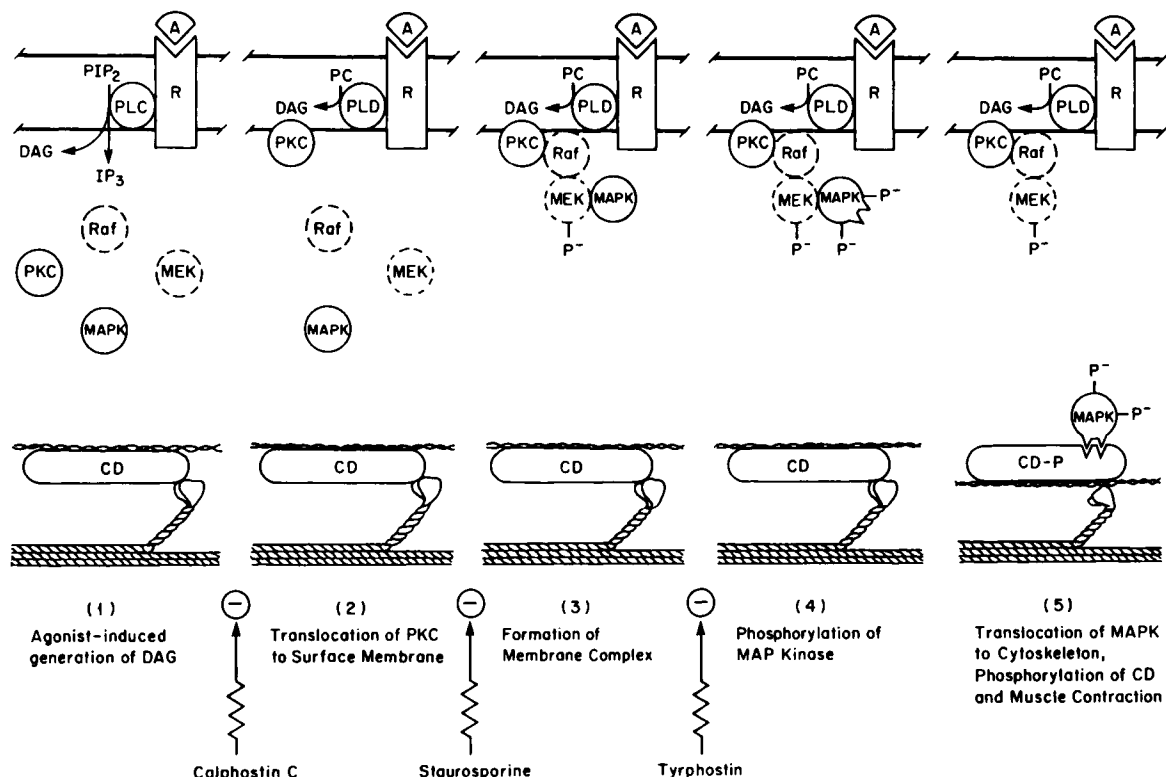 A
A
A
A
A
PIP2
PLC
R
DAG
IP3
Raf
PKC
MEK
MAPK
PC
DAG
PLD
R
PKC
Raf
MEK
MAPK
PC
DAG
PLD
R
PKC
Raf
MEK
MAPK
P-
PC
DAG
PLD
R
PKC
Raf
MEK
MAPK
P-
P-
P-
PC
DAG
PLD
R
PKC
Raf
MEK
P-
P-
MAPK
P-
CD
CD
CD
CD
CD-P
(1)
Agonist-induced
generation of DAG
(2)
Translocation of PKC
to Surface Membrane
(3)
Formation of
Membrane Complex
(4)
Phosphorylation of
MAP Kinase
(5)
Translocation of MAPK
to Cytoskeleton,
Phosphorylation of CD
and Muscle Contraction
−
−
−
Calphostin C
Staurosporine
Tyrphostin